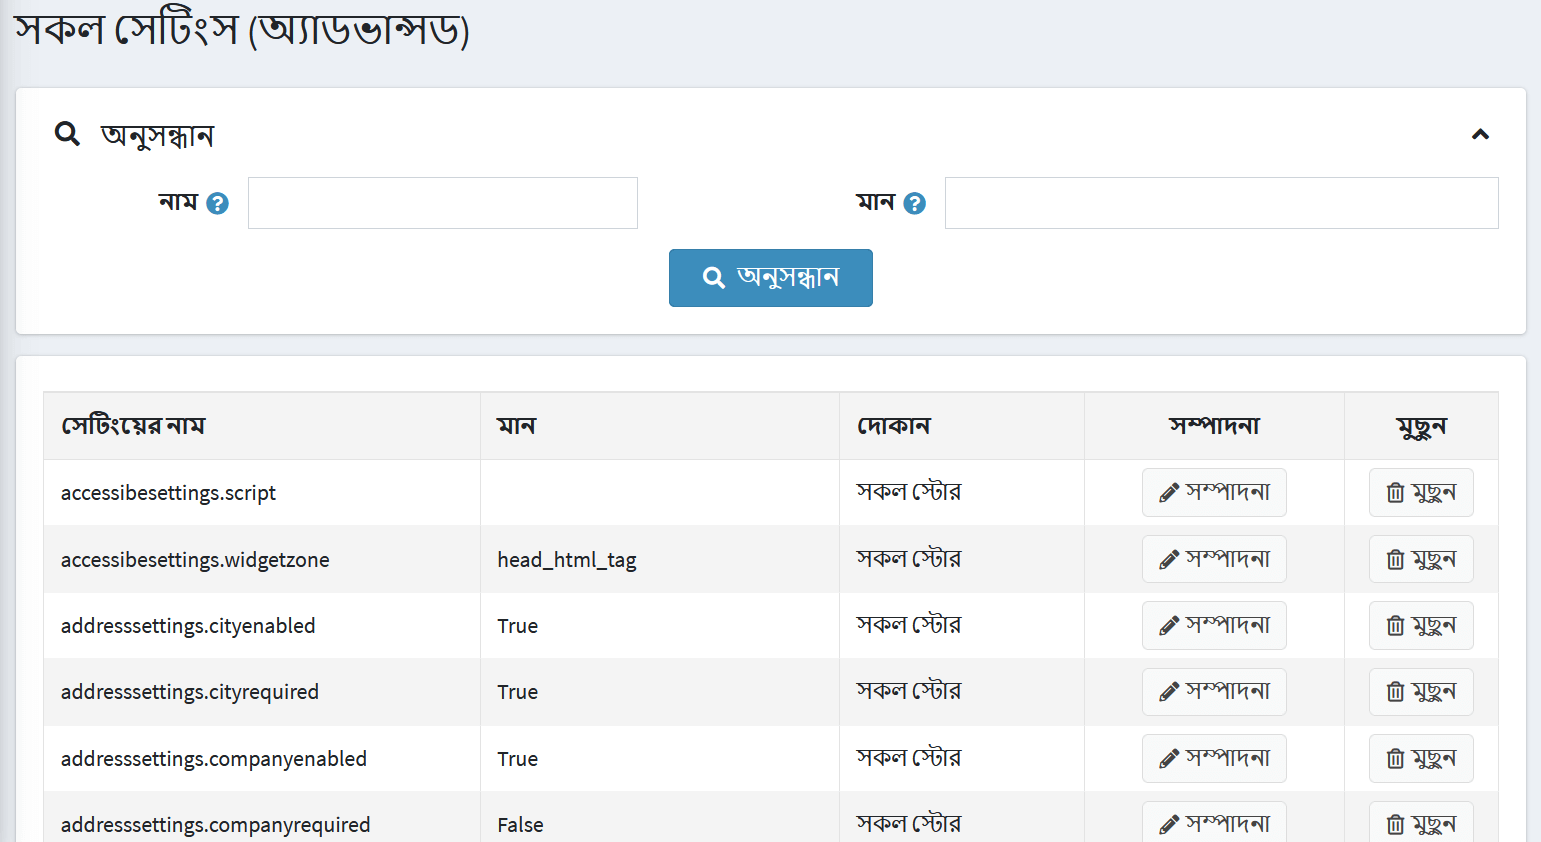 সকল সেটিংস (অ্যাডভান্সড)
অনুসন্ধান
নাম ? মান ?
অনুসন্ধান
সেটিংয়ের নাম মান দোকান সম্পাদনা মুছুন
accessibesettings.script সকল স্টোর সম্পাদনা মুছুন
accessibesettings.widgetzone head_html_tag সকল স্টোর সম্পাদনা মুছুন
addresssettings.cityenabled True সকল স্টোর সম্পাদনা মুছুন
addresssettings.cityrequired True সকল স্টোর সম্পাদনা মুছুন
addresssettings.companyenabled True সকল স্টোর সম্পাদনা মুছুন
addresssettings.companyrequired False সকল স্টোর সম্পাদনা মুছুন